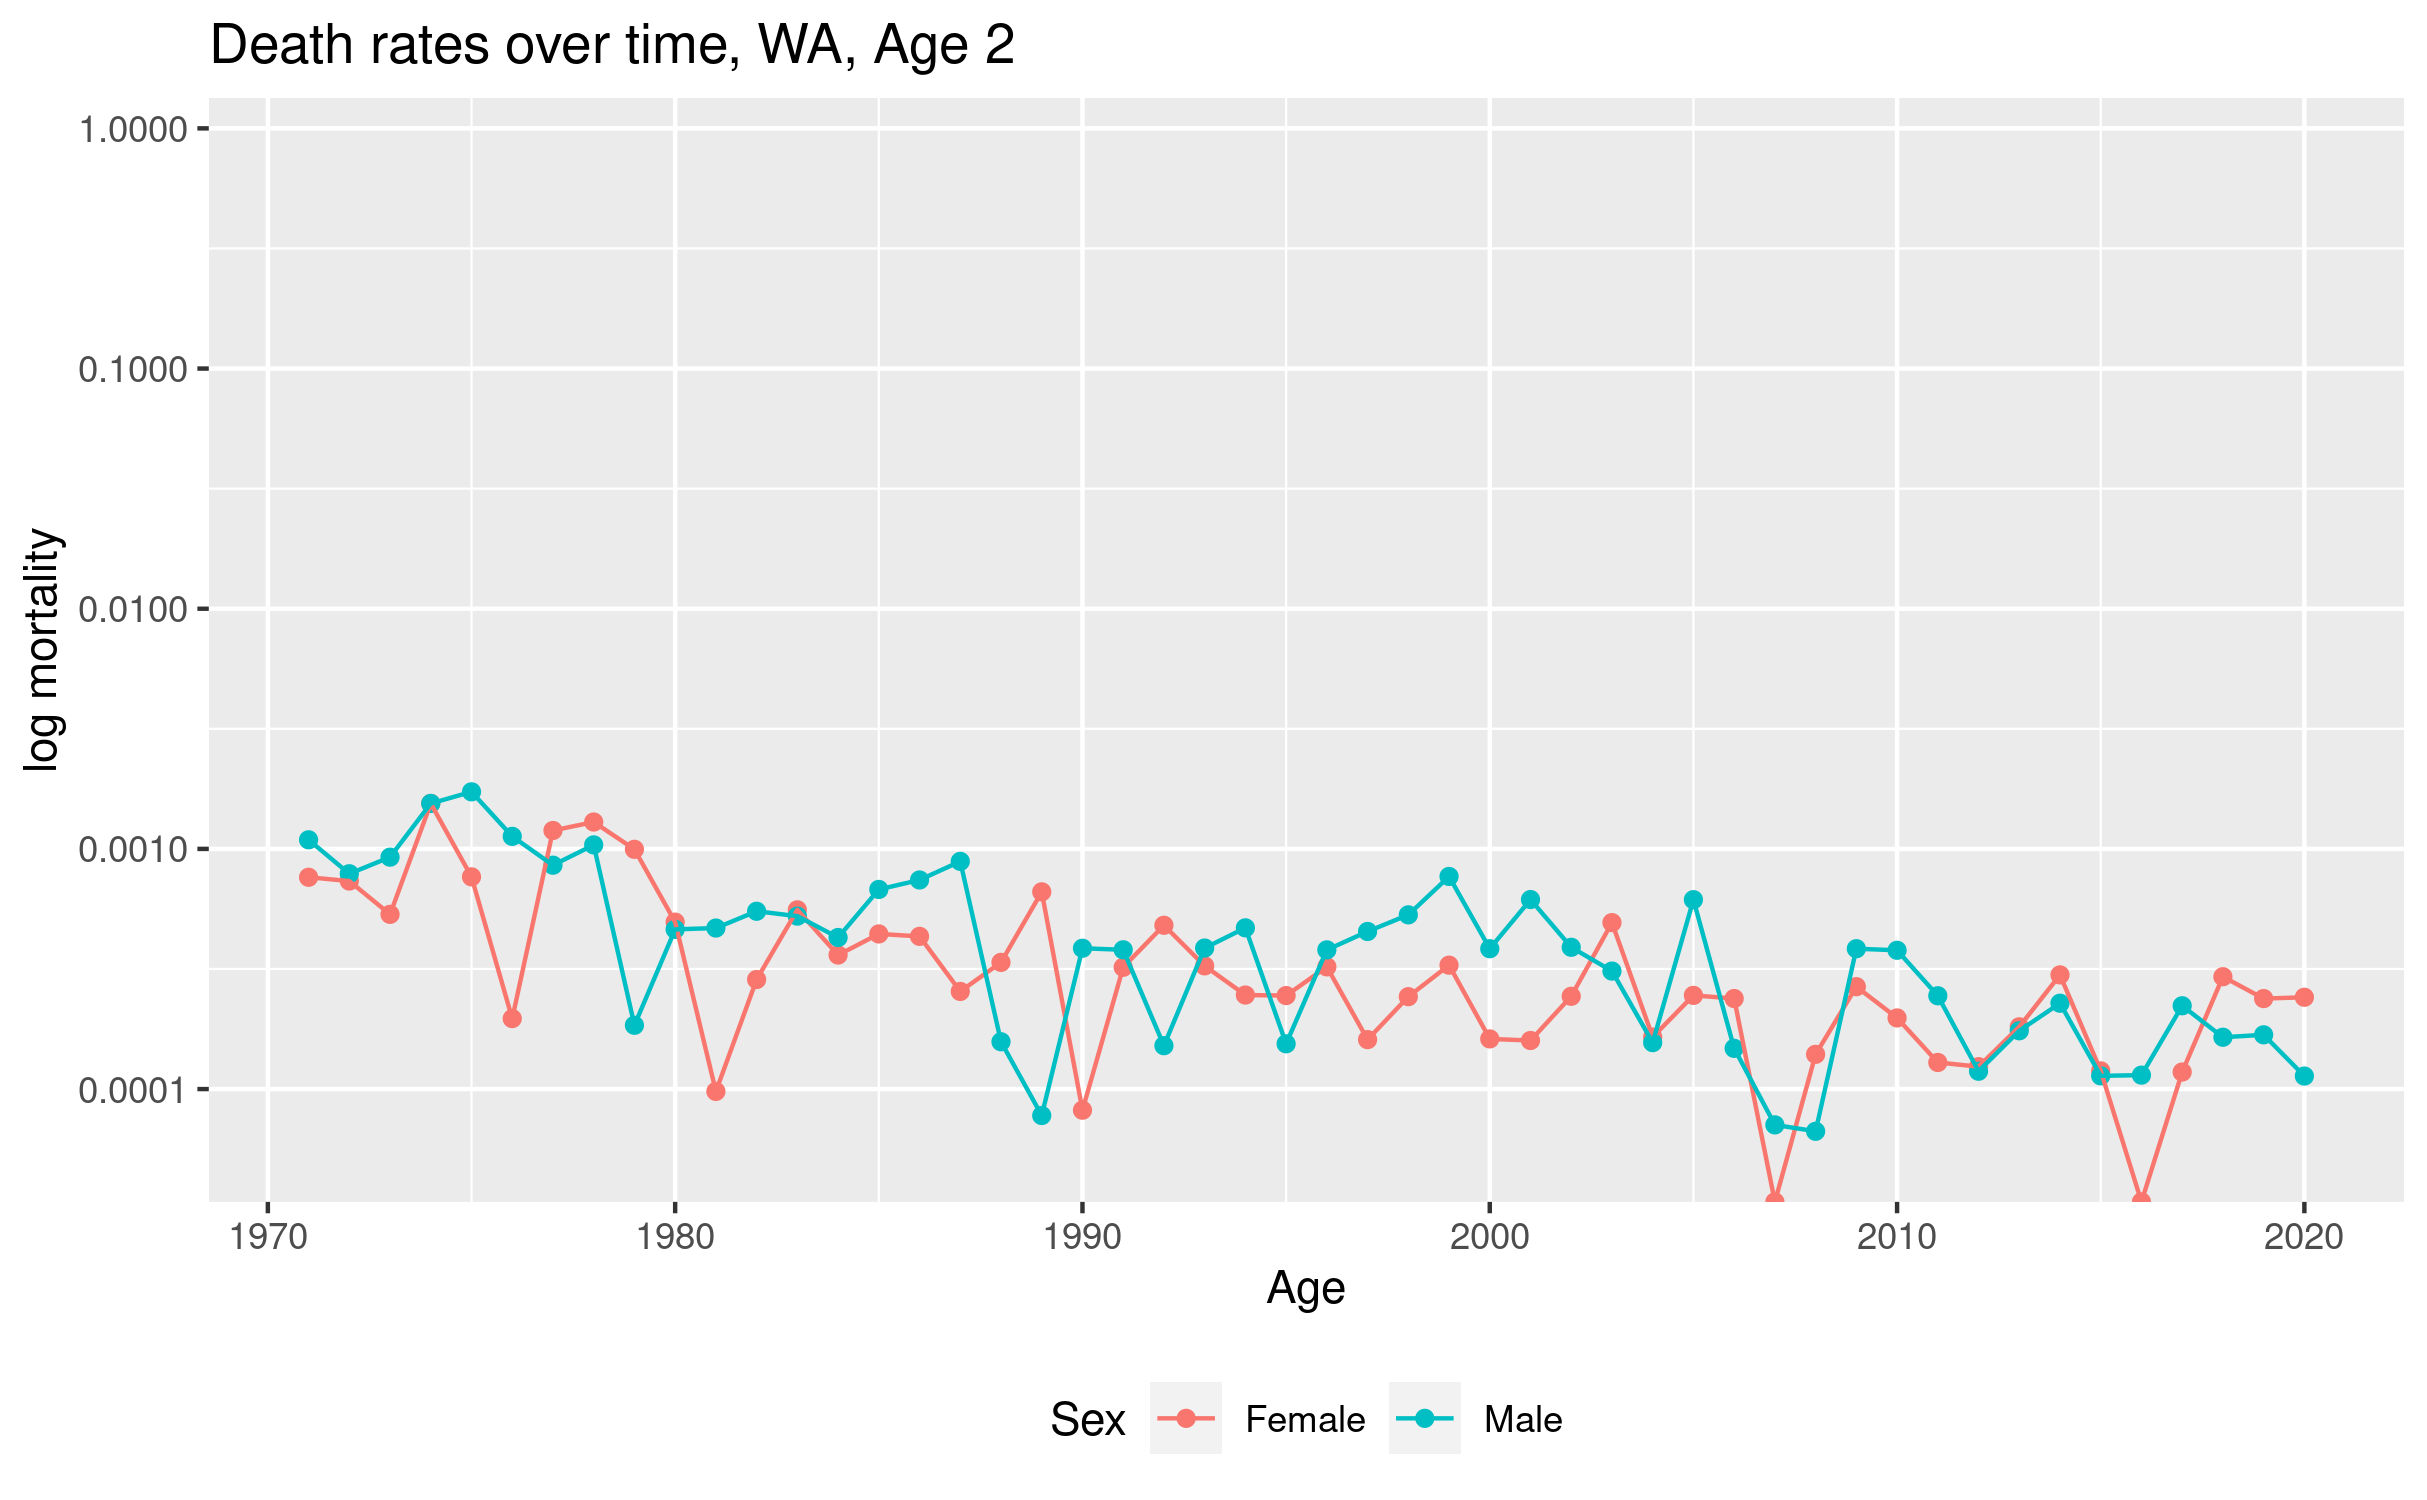 Death rates over time, WA, Age 2
log mortality
1.0000
0.1000
0.0100
0.0010
0.0001
1970 1980 1990 2000 2010 2020
Age
Sex Female Male